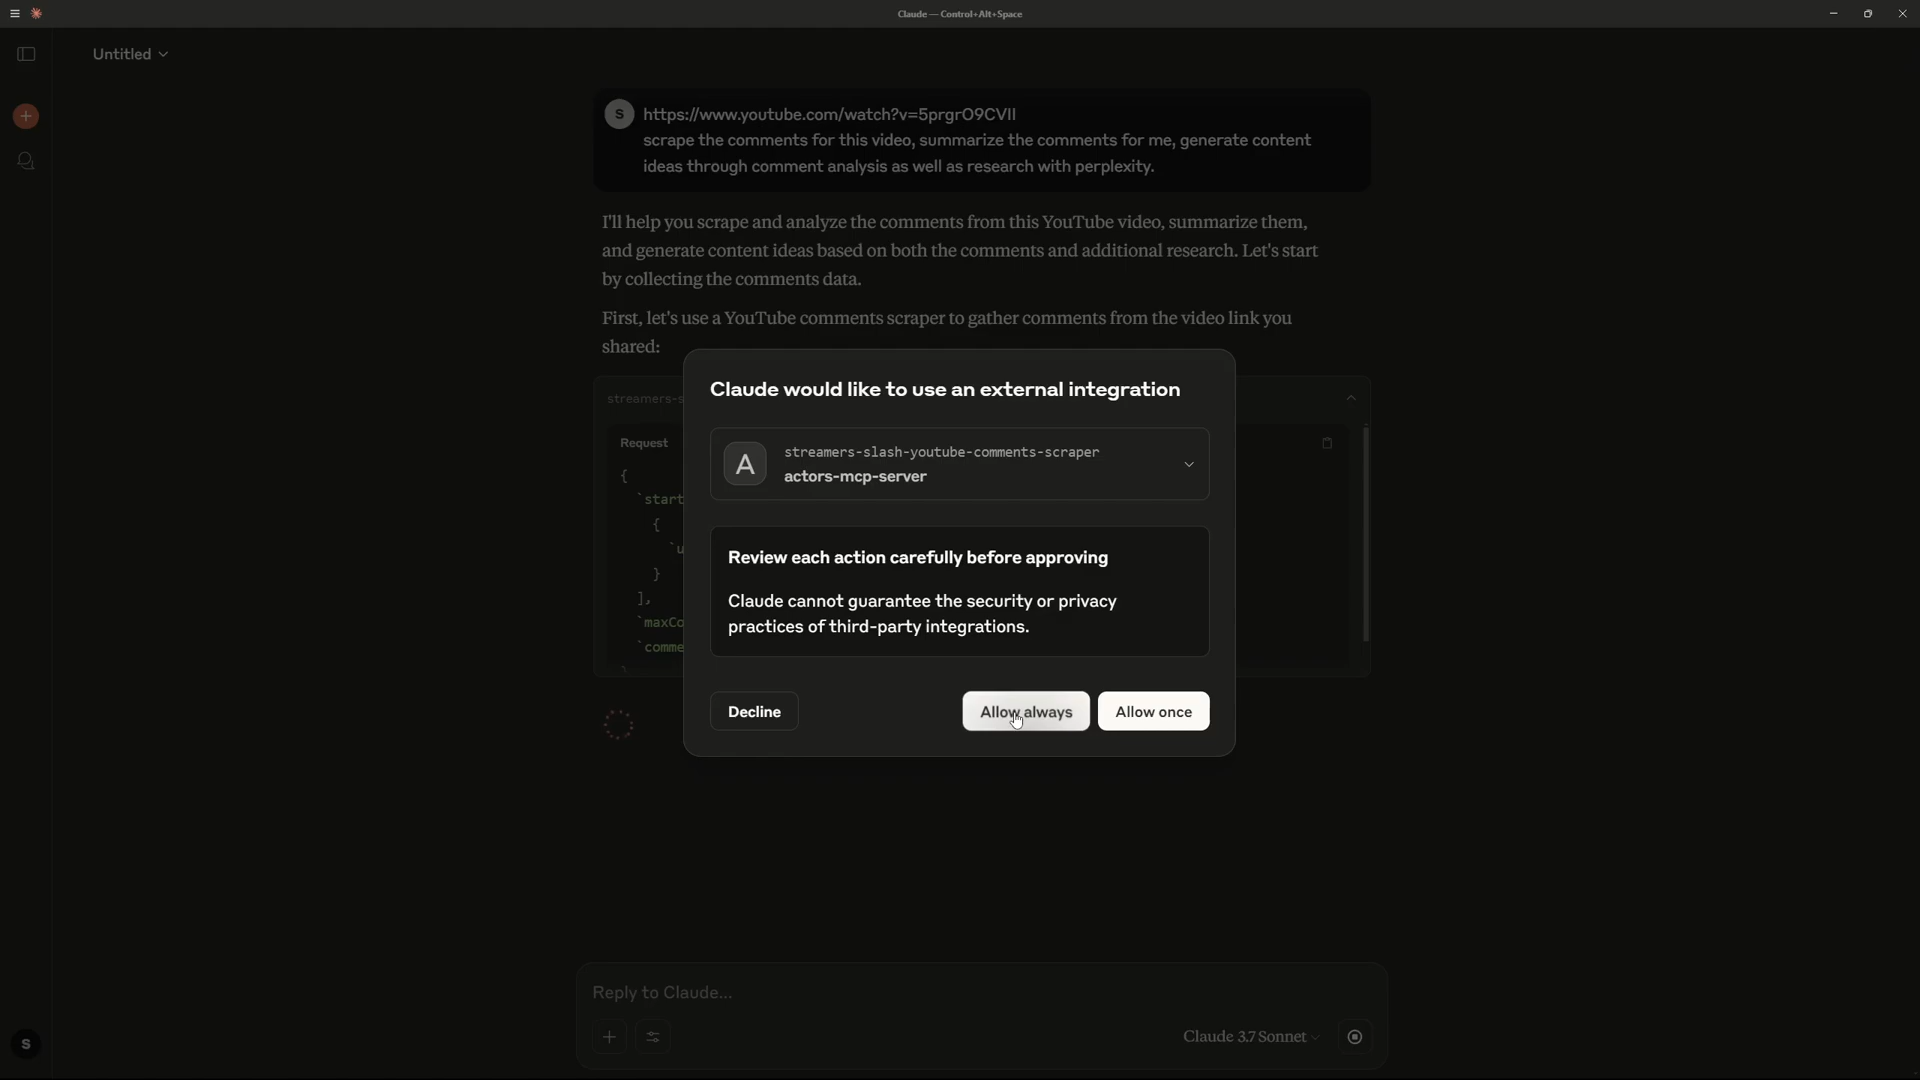 Claude — Control+Alt+Space
Untitled
S
https://www.youtube.com/watch?v=5prgrO9CVII
scrape the comments for this video, summarize the comments for me, generate content
ideas through comment analysis as well as research with perplexity.
I'll help you scrape and analyze the comments from this YouTube video, summarize them,
and generate content ideas based on both the comments and additional research. Let's start
by collecting the comments data.
First, let's use a YouTube comments scraper to gather comments from the video link you
shared:
streamers-s
Request
{
`start
{
`u
}
],
`maxCo
`comme
Claude would like to use an external integration
A
streamers-slash-youtube-comments-scraper
actors-mcp-server
Review each action carefully before approving
Claude cannot guarantee the security or privacy
practices of third-party integrations.
Decline
Allow always
Allow once
Reply to Claude...
Claude 3.7 Sonnet
S